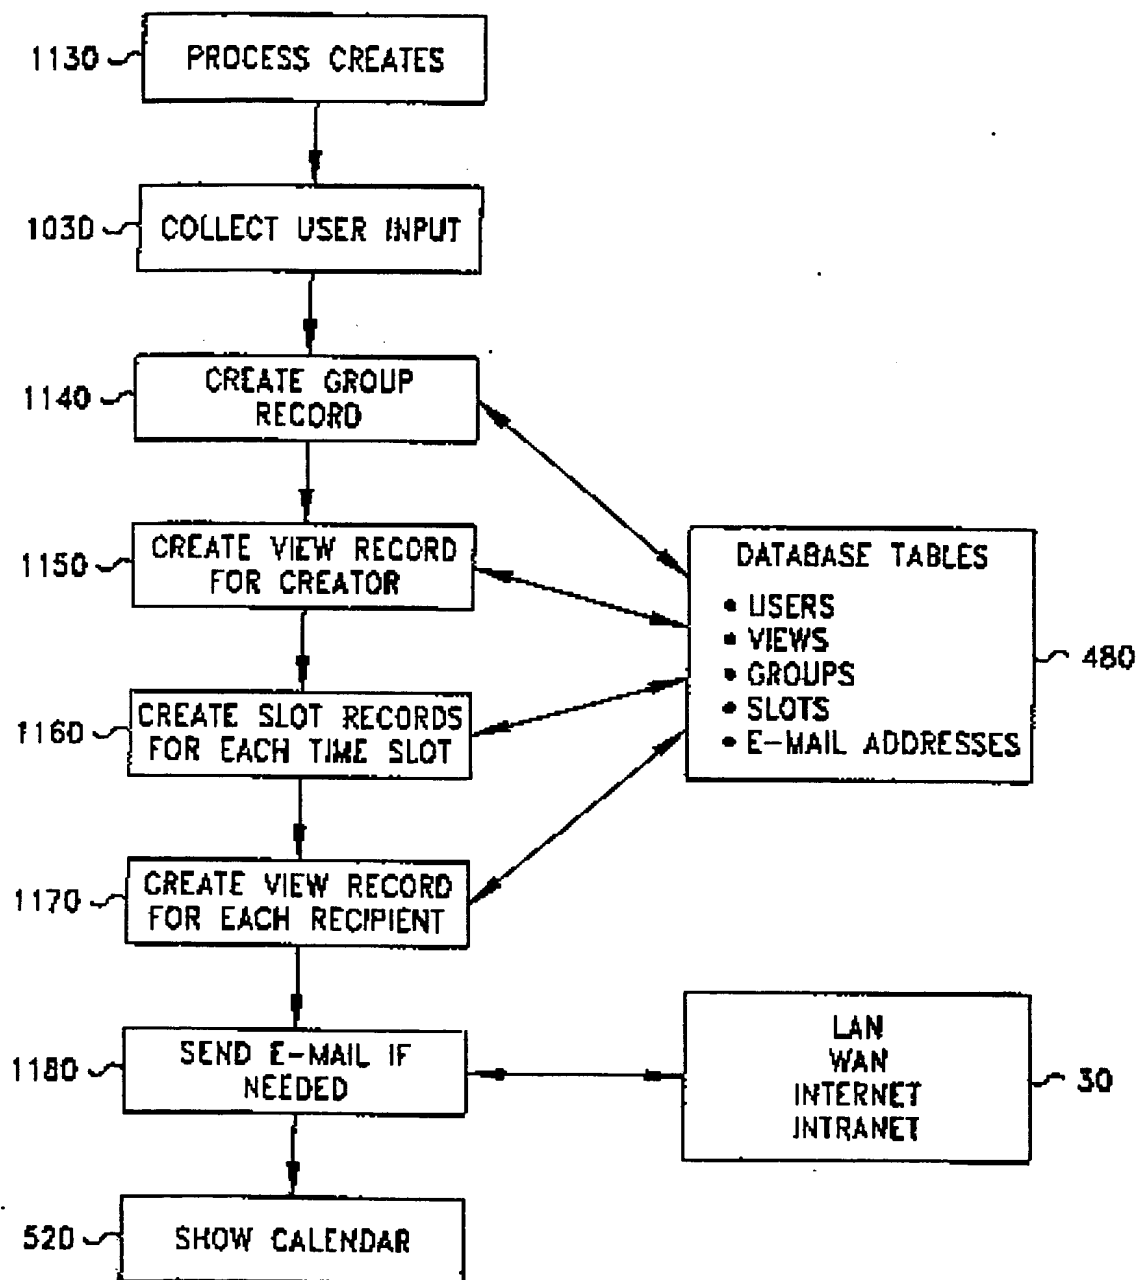 1130
PROCESS CREATES
1030
COLLECT USER INPUT
1140
CREATE GROUP
RECORD
1150
CREATE VIEW RECORD
FOR CREATOR
1160
CREATE SLOT RECORDS
FOR EACH TIME SLOT
1170
CREATE VIEW RECORD
FOR EACH RECIPIENT
1180
SEND E-MAIL IF
NEEDED
520
SHOW CALENDAR
DATABASE TABLES
• USERS
• VIEWS
• GROUPS
• SLOTS
• E-MAIL ADDRESSES
480
LAN
WAN
INTERNET
INTRANET
30